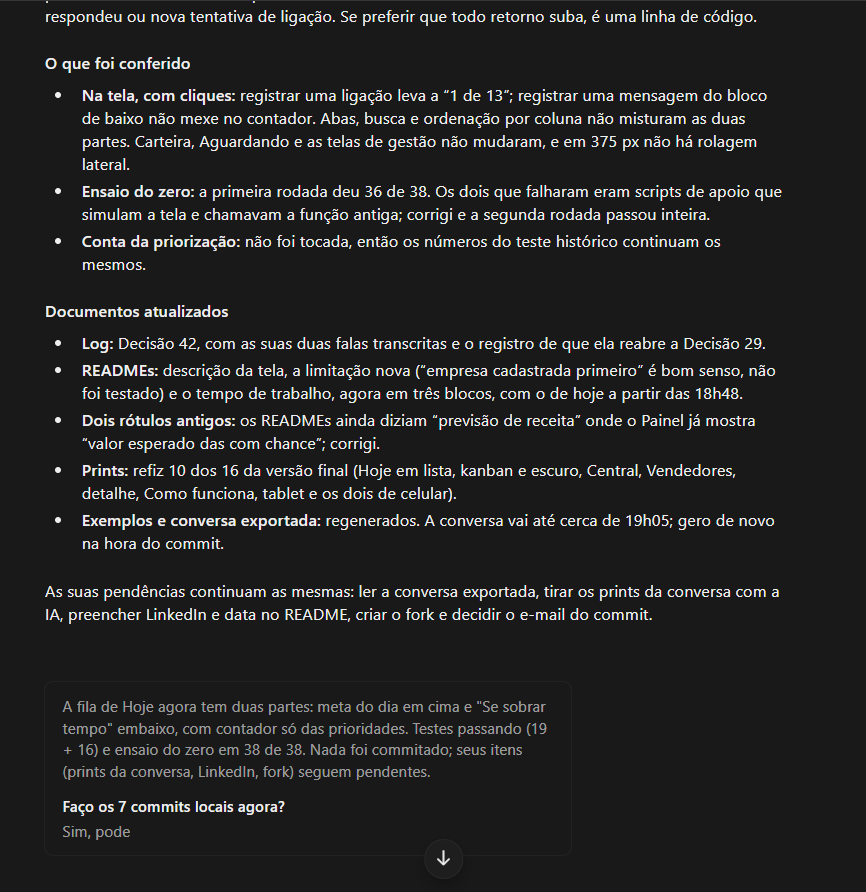 respondeu ou nova tentativa de ligação. Se preferir que todo retorno suba, é uma linha de código.
O que foi conferido
• Na tela, com cliques: registrar uma ligação leva a “1 de 13”; registrar uma mensagem do bloco
de baixo não mexe no contador. Abas, busca e ordenação por coluna não misturam as duas
partes. Carteira, Aguardando e as telas de gestão não mudaram, e em 375 px não há rolagem
lateral.
• Ensaio do zero: a primeira rodada deu 36 de 38. Os dois que falharam eram scripts de apoio que
simulam a tela e chamavam a função antiga; corrigi e a segunda rodada passou inteira.
• Conta da priorização: não foi tocada, então os números do teste histórico continuam os
mesmos.
Documentos atualizados
• Log: Decisão 42, com as suas duas falas transcritas e o registro de que ela reabre a Decisão 29.
• READMEs: descrição da tela, a limitação nova (“empresa cadastrada primeiro” é bom senso, não
foi testado) e o tempo de trabalho, agora em três blocos, com o de hoje a partir das 18h48.
• Dois rótulos antigos: os READMEs ainda diziam “previsão de receita” onde o Painel já mostra
“valor esperado das com chance”; corrigi.
• Prints: refiz 10 dos 16 da versão final (Hoje em lista, kanban e escuro, Central, Vendedores,
detalhe, Como funciona, tablet e os dois de celular).
• Exemplos e conversa exportada: regenerados. A conversa vai até cerca de 19h05; gero de novo
na hora do commit.
As suas pendências continuam as mesmas: ler a conversa exportada, tirar os prints da conversa com a
IA, preencher LinkedIn e data no README, criar o fork e decidir o e-mail do commit.
A fila de Hoje agora tem duas partes: meta do dia em cima e "Se sobrar
tempo" embaixo, com contador só das prioridades. Testes passando (19
+ 16) e ensaio do zero em 38 de 38. Nada foi commitado; seus itens
(prints da conversa, LinkedIn, fork) seguem pendentes.
Faço os 7 commits locais agora?
Sim, pode